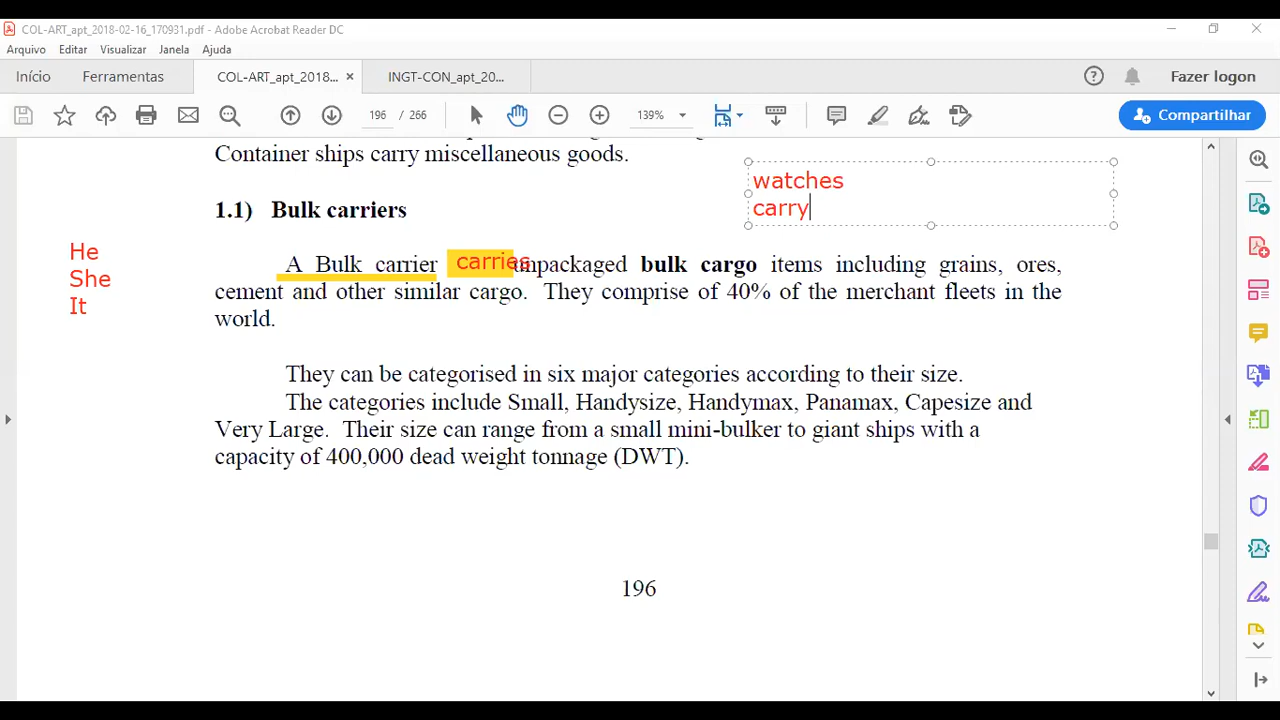 COL-ART_apt_2018-02-16_170931.pdf - Adobe Acrobat Reader DC
Arquivo Editar Visualizar Janela Ajuda
Início Ferramentas COL-ART_apt_2018... × INGT-CON_apt_20... Fazer logon
196 / 266 139% Compartilhar
Container ships carry miscellaneous goods.
watches
carry
1.1) Bulk carriers
He
She
It
A Bulk carrier carries unpackaged bulk cargo items including grains, ores,
cement and other similar cargo. They comprise of 40% of the merchant fleets in the
world.
They can be categorised in six major categories according to their size.
The categories include Small, Handysize, Handymax, Panamax, Capesize and
Very Large. Their size can range from a small mini-bulker to giant ships with a
capacity of 400,000 dead weight tonnage (DWT).
196